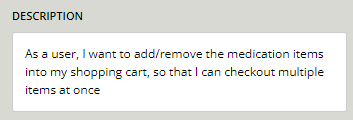 DESCRIPTION
As a user, I want to add/remove the medication items
into my shopping cart, so that I can checkout multiple
items at once